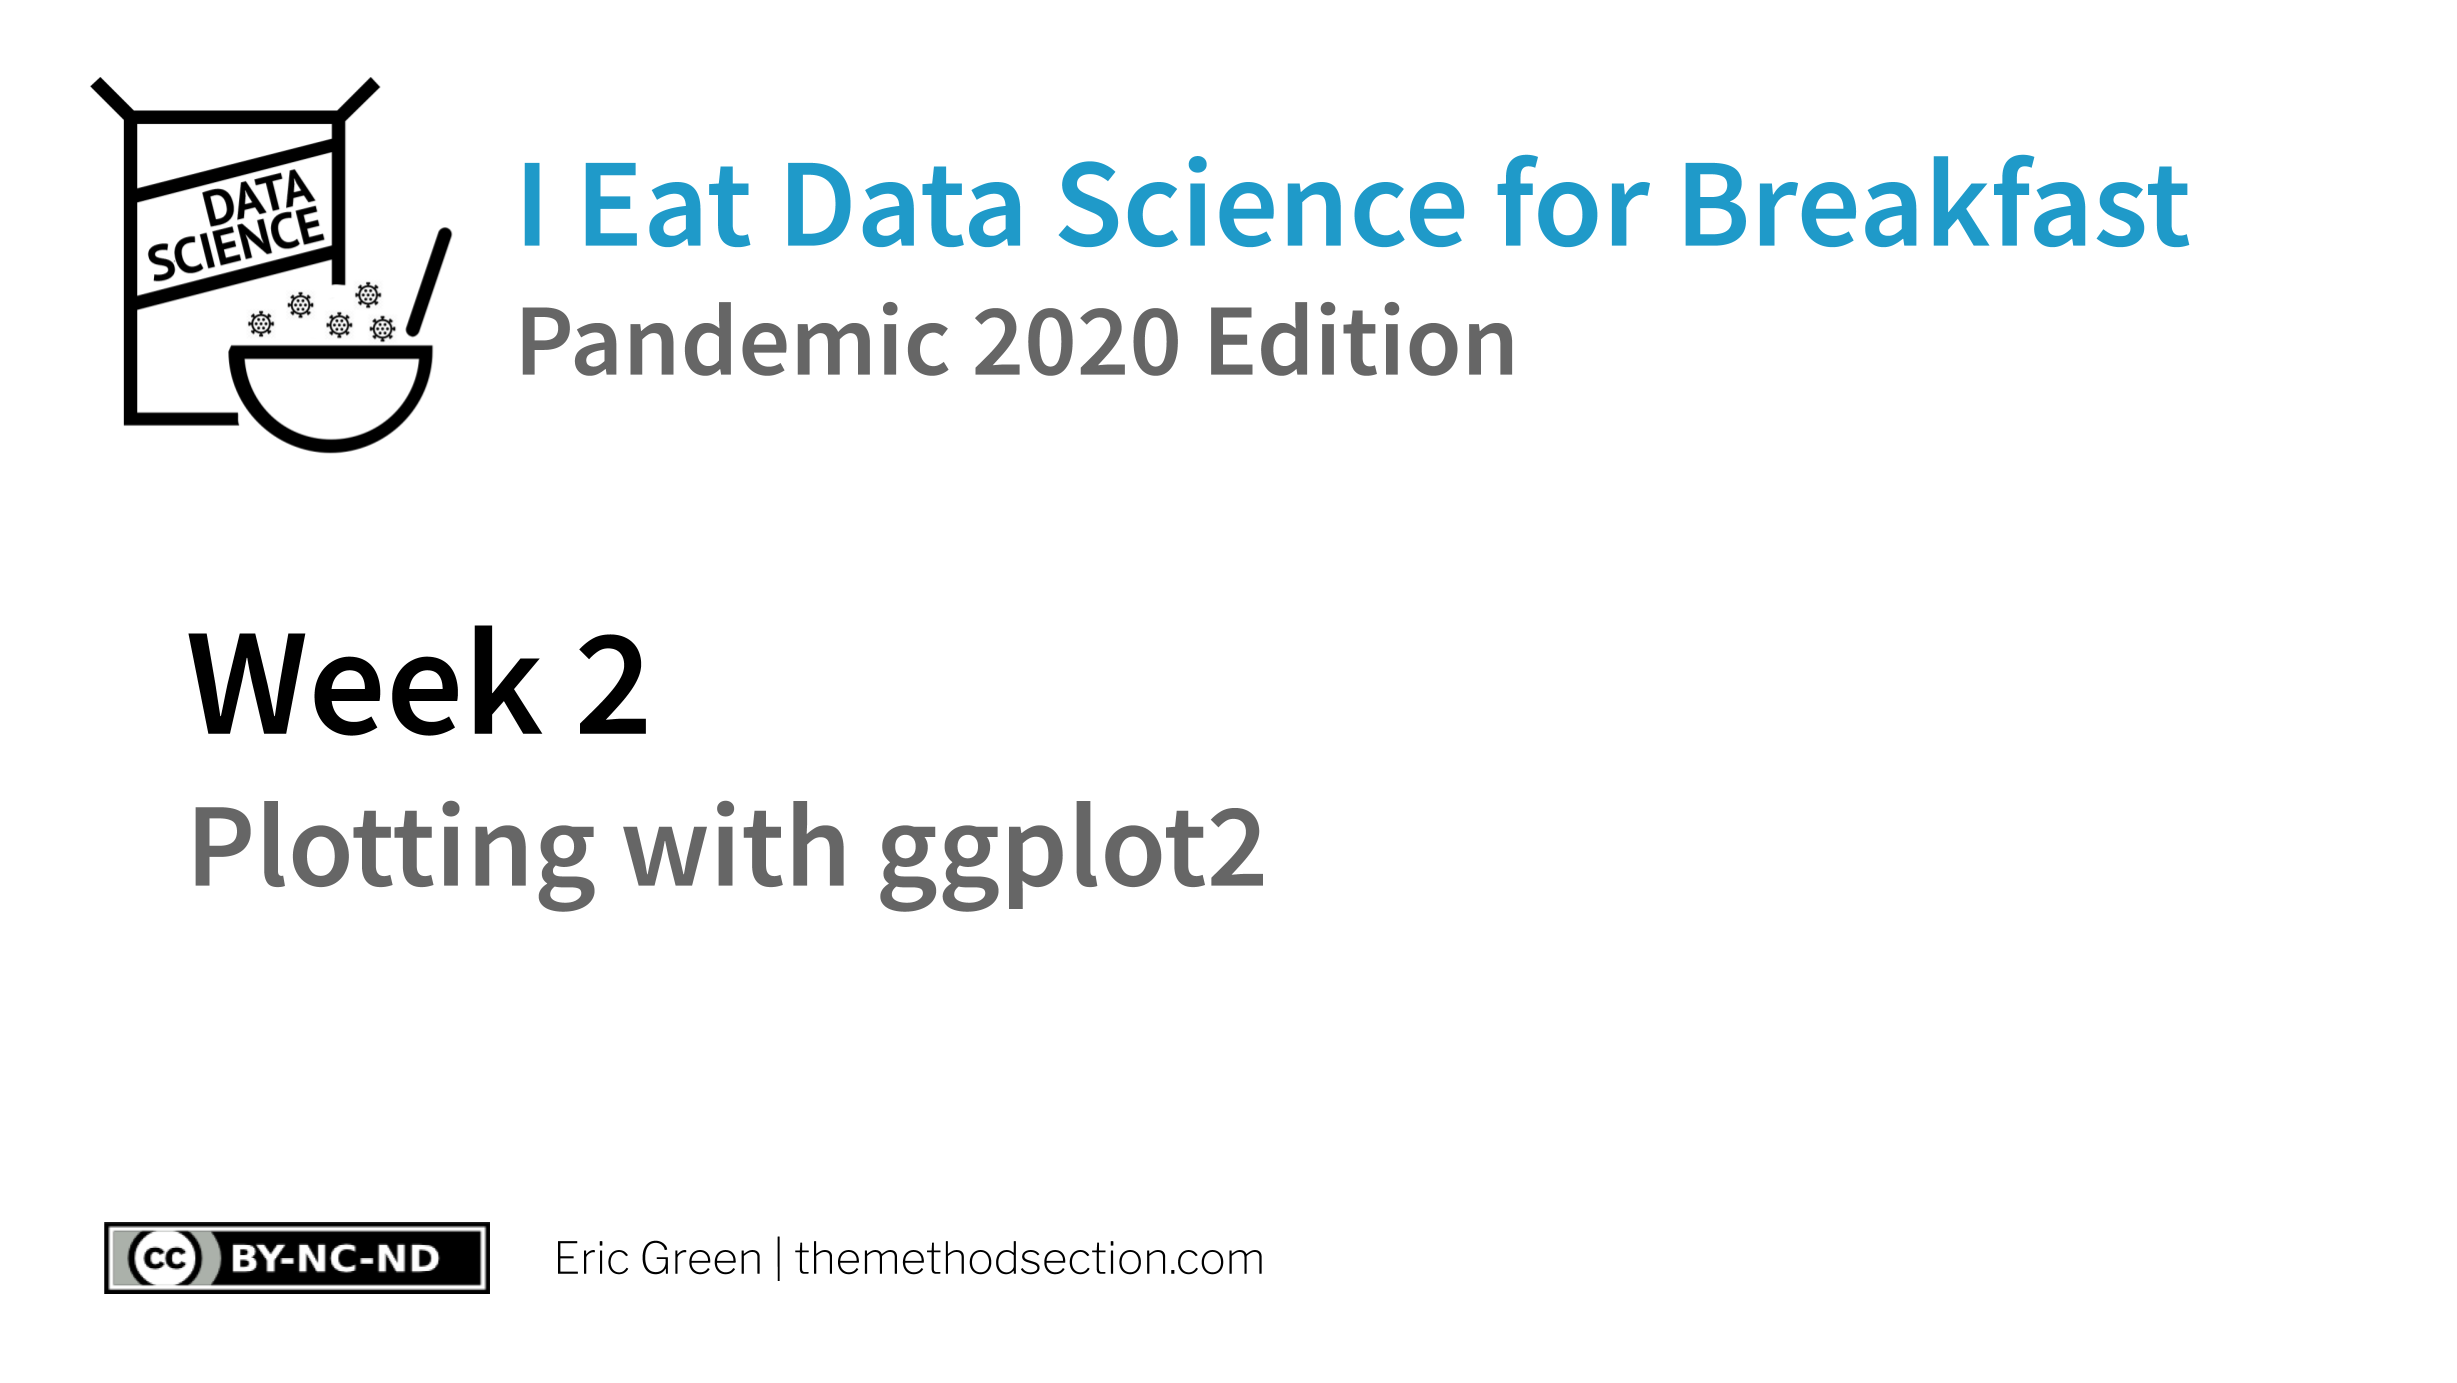 DATA
SCIENCE
I Eat Data Science for Breakfast
Pandemic 2020 Edition
Week 2
Plotting with ggplot2
cc BY-NC-ND
Eric Green | themethodsection.com